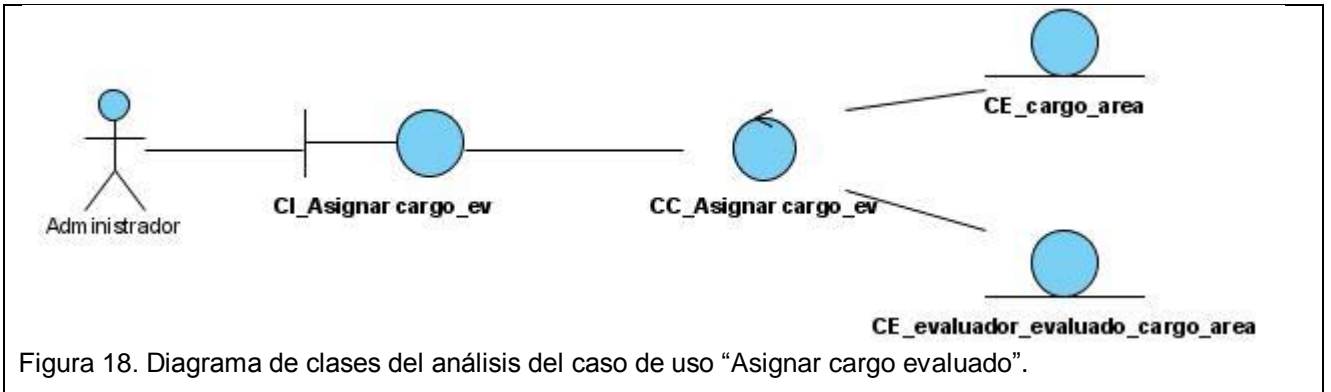 CE_cargo_area
CI_Asignar cargo_ev
CC_Asignar cargo_ev
Administrador
CE_evaluador_evaluado_cargo_area
Figura 18. Diagrama de clases del análisis del caso de uso “Asignar cargo evaluado”.